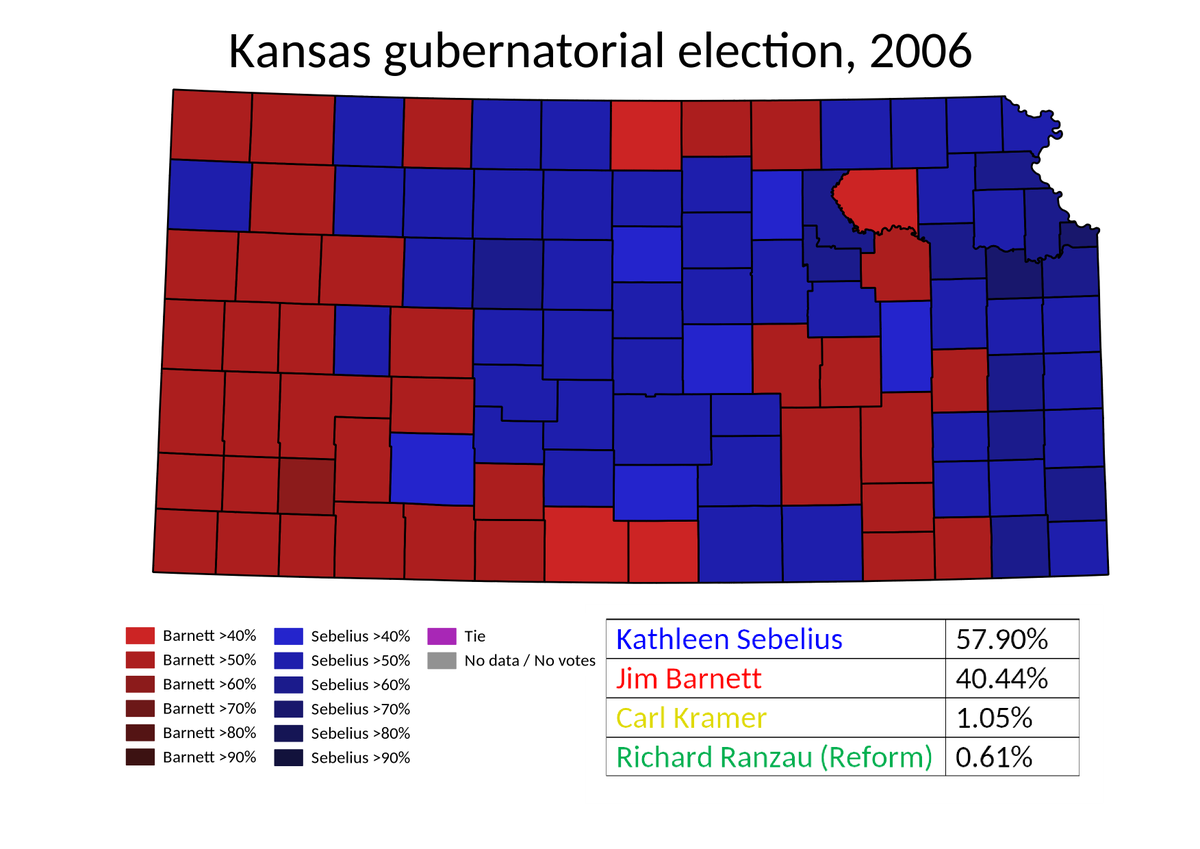 Kansas gubernatorial election, 2006
Barnett >40% Sebelius >40% Tie
Barnett >50% Sebelius >50% No data / No votes
Barnett >60% Sebelius >60%
Barnett >70% Sebelius >70%
Barnett >80% Sebelius >80%
Barnett >90% Sebelius >90%
Kathleen Sebelius 57.90%
Jim Barnett 40.44%
Carl Kramer 1.05%
Richard Ranzau (Reform) 0.61%